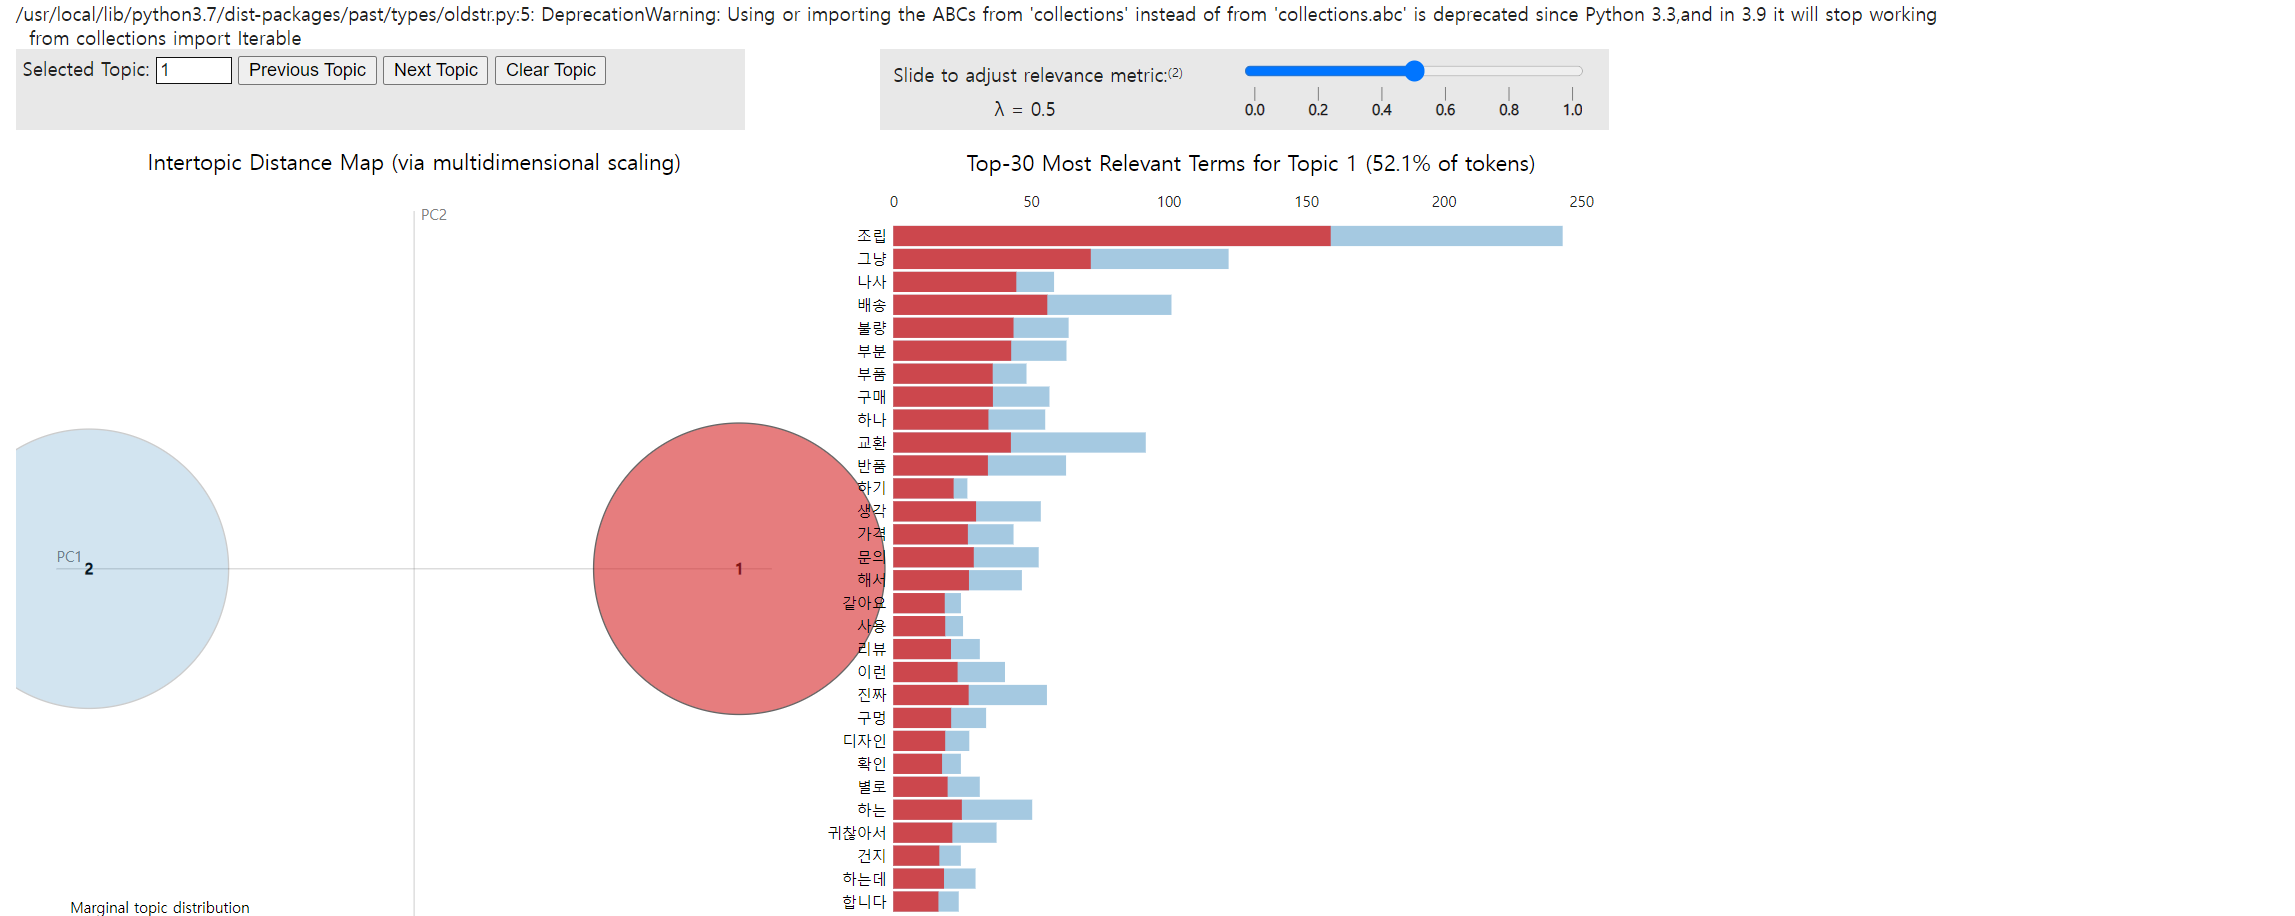 /usr/local/lib/python3.7/dist-packages/past/types/oldstr.py:5: DeprecationWarning: Using or importing the ABCs from 'collections' instead of from 'collections.abc' is deprecated since Python 3.3,and in 3.9 it will stop working
from collections import Iterable
Selected Topic: 1 Previous Topic Next Topic Clear Topic
Slide to adjust relevance metric:(2)
λ = 0.5
0.0 0.2 0.4 0.6 0.8 1.0
Intertopic Distance Map (via multidimensional scaling)
PC2
PC1
2
1
Marginal topic distribution
Top-30 Most Relevant Terms for Topic 1 (52.1% of tokens)
0 50 100 150 200 250
조립
그냥
나사
배송
불량
부분
부품
구매
하나
교환
반품
하기
생각
가격
문의
해서
같아요
사용
리뷰
이런
진짜
구멍
디자인
확인
별로
하는
귀찮아서
건지
하는데
합니다